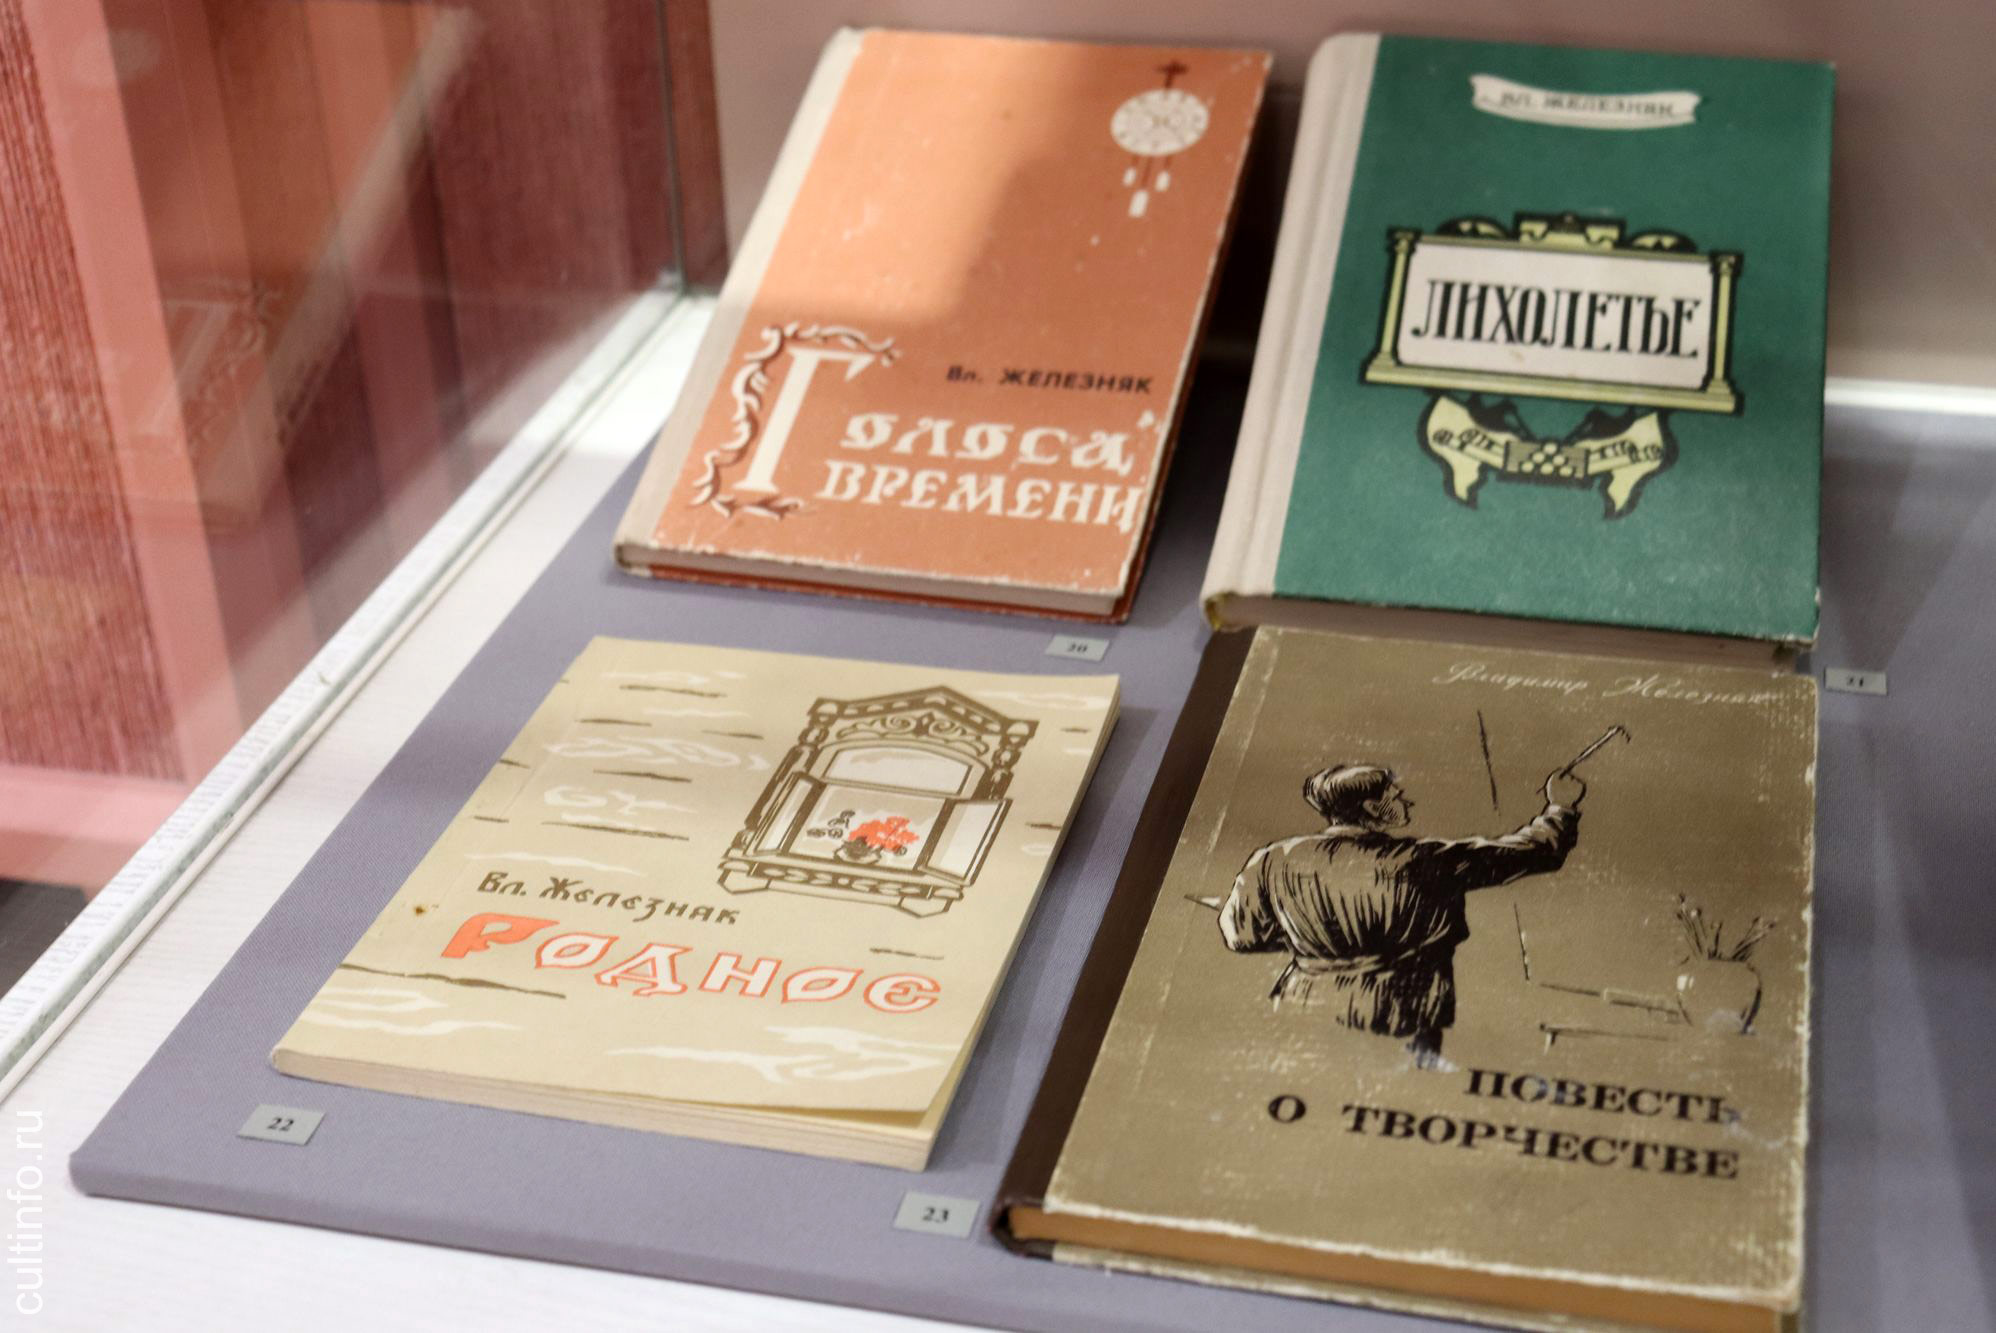 Вл. ЖЕЛЕЗНЯК
ГОЛОСА
ВРЕМЕНИ
ВЛ. ЖЕЛЕЗНЯК
ЛИХОЛЕТЬЕ
20
21
Вл. Железняк
РОДНОЕ
Владимир Железняк
ПОВЕСТЬ
О ТВОРЧЕСТВЕ
22
23
cultinfo.ru